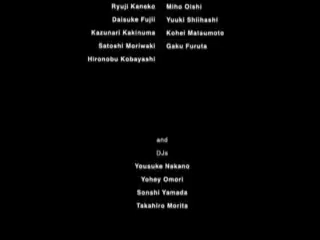 Ryuji Kaneko Miho Oishi
Daisuke Fujii Yuuki Shiihashi
Kazunari Kakinuma Kohei Matsumoto
Satoshi Moriwaki Gaku Furuta
Hironobu Kobayashi
and
DJs
Yousuke Nakano
Yohey Omori
Sonshi Yamada
Takahiro Morita